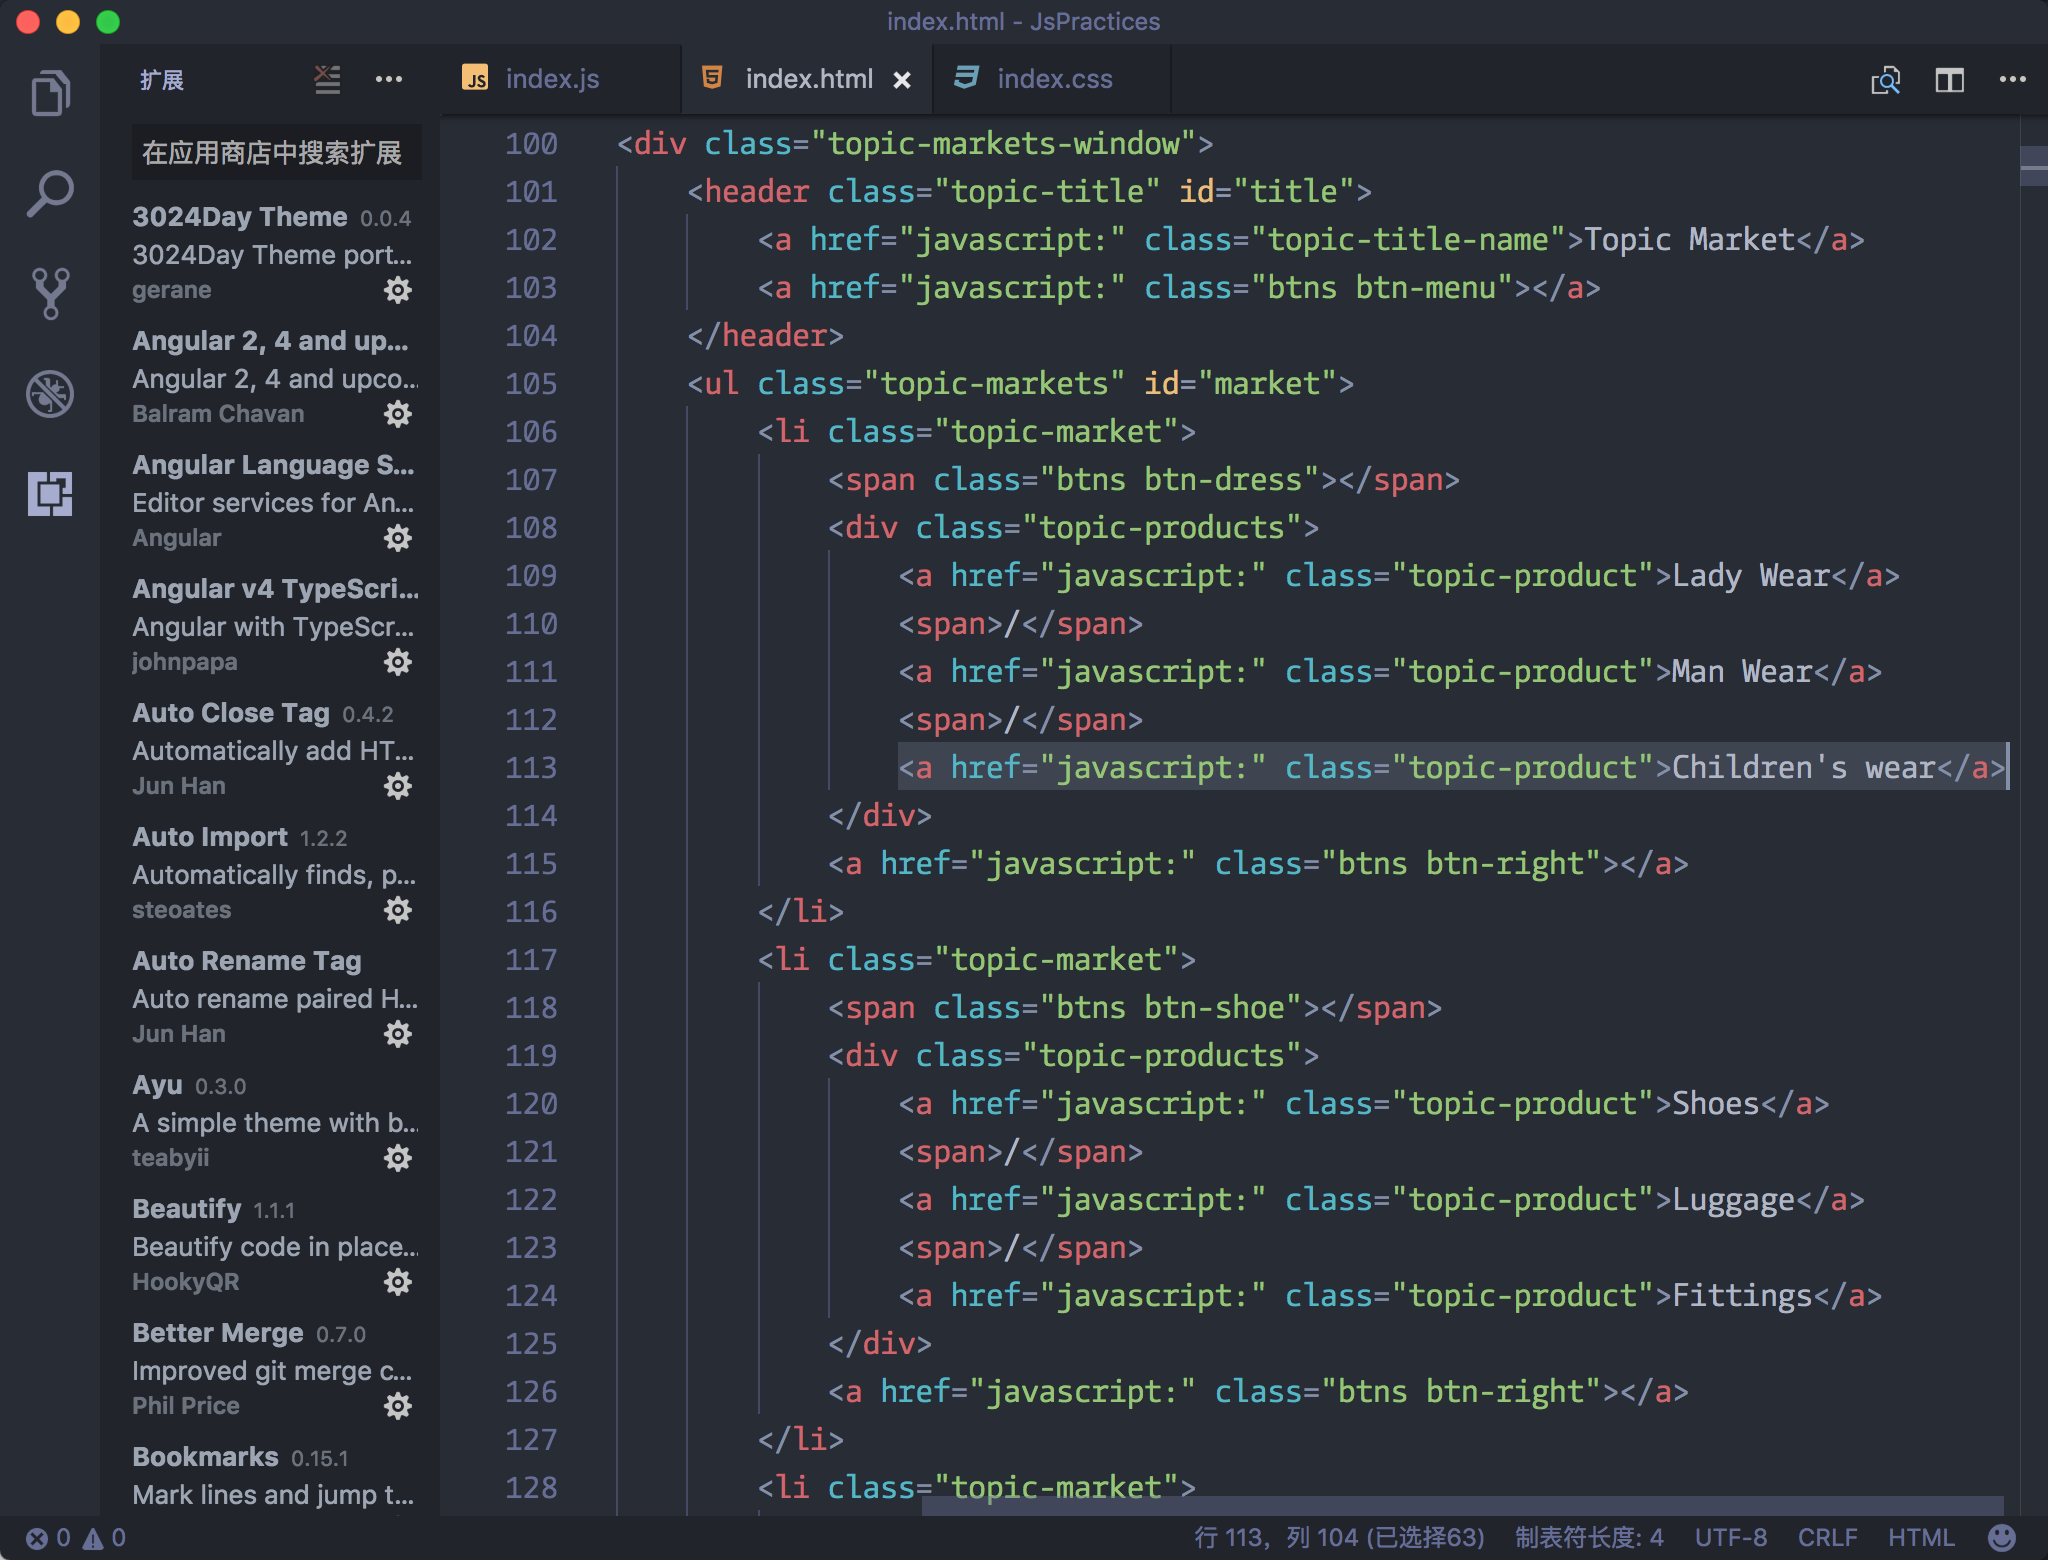 index.html - JsPractices
扩展
在应用商店中搜索扩展
3024Day Theme 0.0.4
3024Day Theme port...
gerane
Angular 2, 4 and up...
Angular 2, 4 and upco...
Balram Chavan
Angular Language S...
Editor services for An...
Angular
Angular v4 TypeScri...
Angular with TypeScr...
johnpapa
Auto Close Tag 0.4.2
Automatically add HT...
Jun Han
Auto Import 1.2.2
Automatically finds, p...
steoates
Auto Rename Tag
Auto rename paired H...
Jun Han
Ayu 0.3.0
A simple theme with b...
teabyii
Beautify 1.1.1
Beautify code in place...
HookyQR
Better Merge 0.7.0
Improved git merge c...
Phil Price
Bookmarks 0.15.1
Mark lines and jump t...
JS index.js
5 index.html ×
3 index.css
100 <div class="topic-markets-window">
101 <header class="topic-title" id="title">
102 <a href="javascript:" class="topic-title-name">Topic Market</a>
103 <a href="javascript:" class="btns btn-menu"></a>
104 </header>
105 <ul class="topic-markets" id="market">
106 <li class="topic-market">
107 <span class="btns btn-dress"></span>
108 <div class="topic-products">
109 <a href="javascript:" class="topic-product">Lady Wear</a>
110 <span>/</span>
111 <a href="javascript:" class="topic-product">Man Wear</a>
112 <span>/</span>
113 <a href="javascript:" class="topic-product">Children's wear</a>
114 </div>
115 <a href="javascript:" class="btns btn-right"></a>
116 </li>
117 <li class="topic-market">
118 <span class="btns btn-shoe"></span>
119 <div class="topic-products">
120 <a href="javascript:" class="topic-product">Shoes</a>
121 <span>/</span>
122 <a href="javascript:" class="topic-product">Luggage</a>
123 <span>/</span>
124 <a href="javascript:" class="topic-product">Fittings</a>
125 </div>
126 <a href="javascript:" class="btns btn-right"></a>
127 </li>
128 <li class="topic-market">
0 0 行 113，列 104 (已选择63) 制表符长度: 4 UTF-8 CRLF HTML